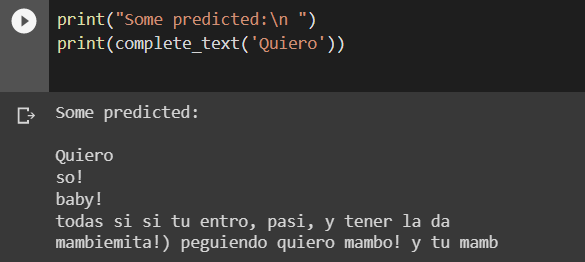 print("Some predicted:\n ")
print(complete_text('Quiero'))
Some predicted:
Quiero
so!
baby!
todas si si tu entro, pasi, y tener la da
mambiemita!) peguiendo quiero mambo! y tu mamb